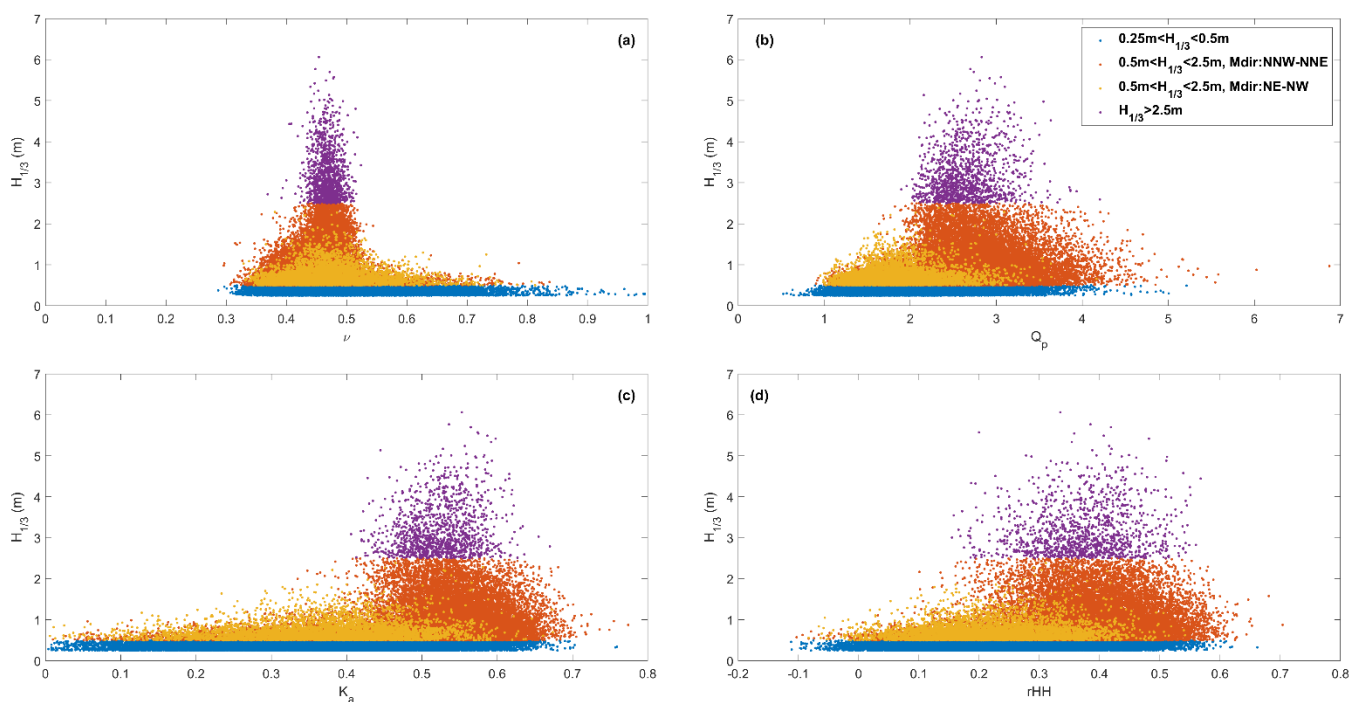 (a)
7
6
5
4
3
2
1
0
H1/3 (m)
0 0.1 0.2 0.3 0.4 0.5 0.6 0.7 0.8 0.9 1
ν
(b)
0.25m<H1/3<0.5m
0.5m<H1/3<2.5m, Mdir:NNW-NNE
0.5m<H1/3<2.5m, Mdir:NE-NW
H1/3>2.5m
7
6
5
4
3
2
1
0
H1/3 (m)
0 1 2 3 4 5 6 7
Qp
(c)
7
6
5
4
3
2
1
0
H1/3 (m)
0 0.1 0.2 0.3 0.4 0.5 0.6 0.7 0.8
Ka
(d)
7
6
5
4
3
2
1
0
H1/3 (m)
-0.2 -0.1 0 0.1 0.2 0.3 0.4 0.5 0.6 0.7 0.8
rHH